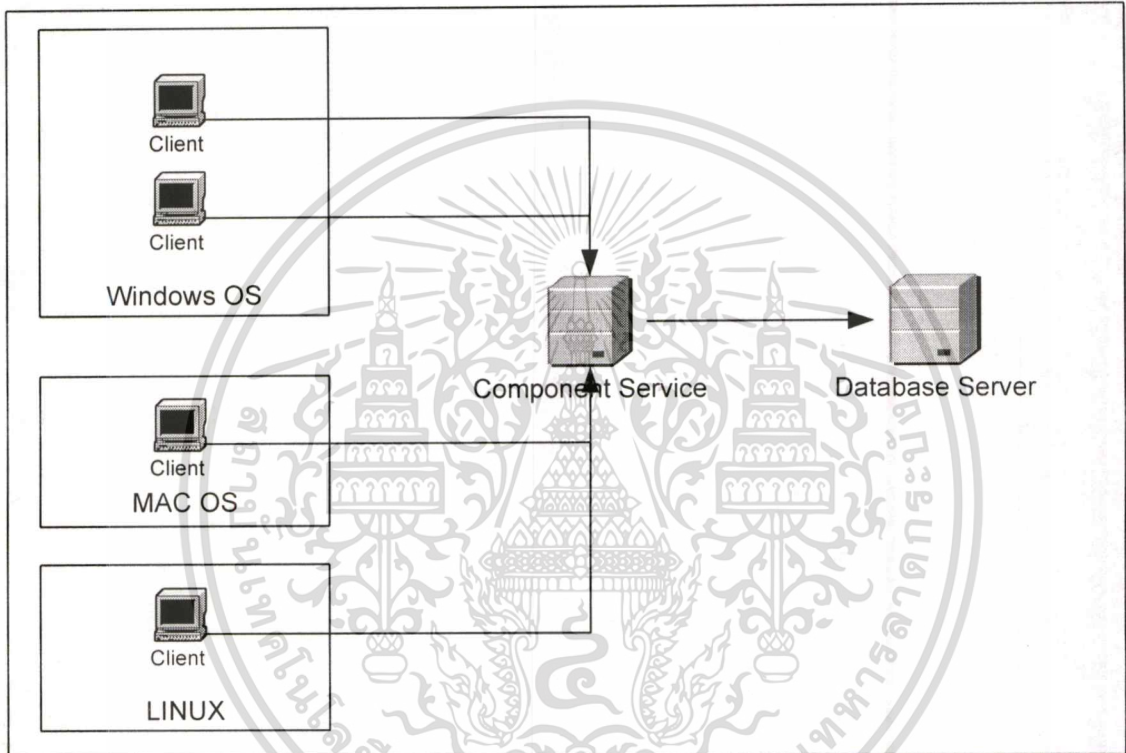 Client
Client
Windows OS
Client
MAC OS
Client
LINUX
Component Service
Database Server